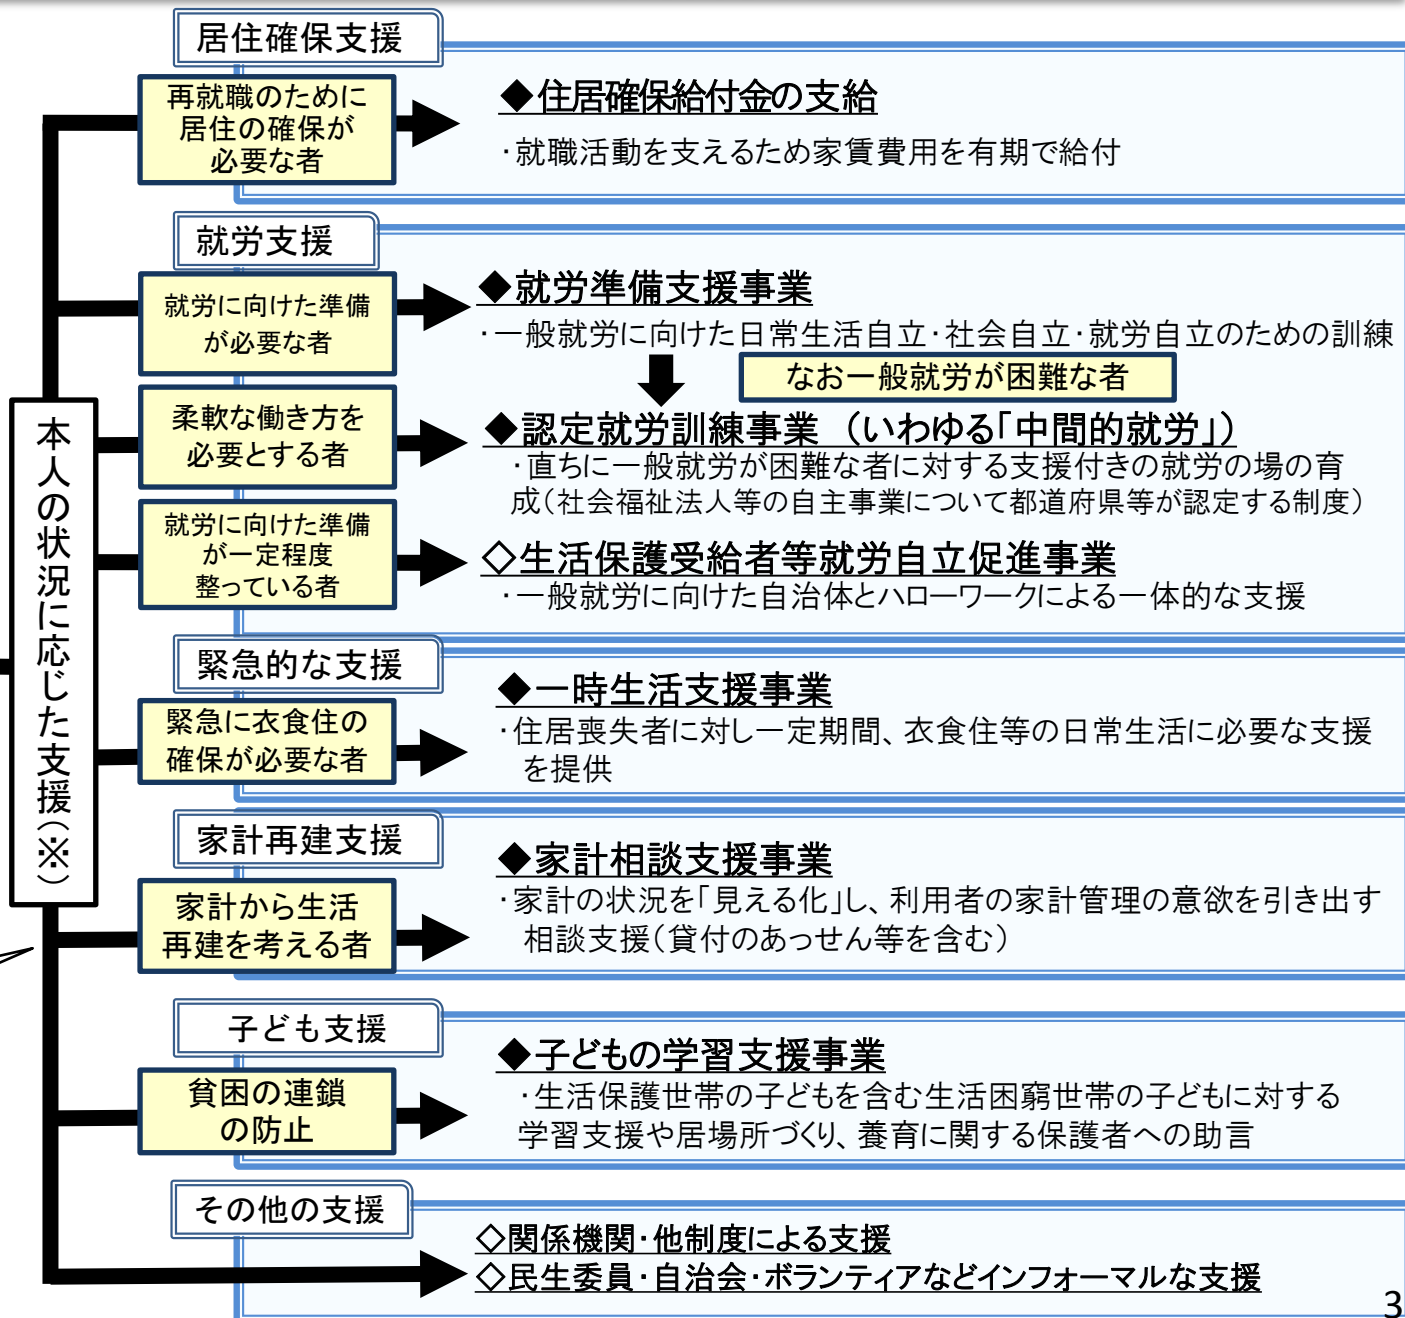 居住確保支援
再就職のために
居住の確保が
必要な者
◆住居確保給付金の支給
・就職活動を支えるため家賃費用を有期で給付
就労支援
就労に向けた準備
が必要な者
◆就労準備支援事業
・一般就労に向けた日常生活自立・社会自立・就労自立のための訓練
なお一般就労が困難な者
柔軟な働き方を
必要とする者
◆認定就労訓練事業 (いわゆる「中間的就労」)
・直ちに一般就労が困難な者に対する支援付きの就労の場の育
成(社会福祉法人等の自主事業について都道府県等が認定する制度)
就労に向けた準備
が一定程度
整っている者
◇生活保護受給者等就労自立促進事業
・一般就労に向けた自治体とハローワークによる一体的な支援
本人の状況に応じた支援(※)
緊急的な支援
緊急に衣食住の
確保が必要な者
◆一時生活支援事業
・住居喪失者に対し一定期間、衣食住等の日常生活に必要な支援
を提供
家計再建支援
家計から生活
再建を考える者
◆家計相談支援事業
・家計の状況を「見える化」し、利用者の家計管理の意欲を引き出す
相談支援(貸付のあっせん等を含む)
子ども支援
貧困の連鎖
の防止
◆子どもの学習支援事業
・生活保護世帯の子どもを含む生活困窮世帯の子どもに対する
学習支援や居場所づくり、養育に関する保護者への助言
その他の支援
◇関係機関・他制度による支援
◇民生委員・自治会・ボランティアなどインフォーマルな支援
3